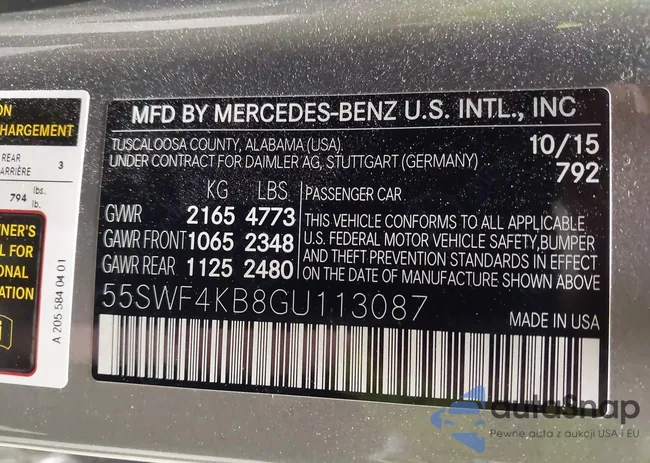 ON
HARGEMENT
REAR
ARRIÈRE
3
794
lbs.
lb.
NER'S
L FOR
ONAL
ATION
A 205 584 04 01
MFD BY MERCEDES-BENZ U.S. INTL., INC
TUSCALOOSA COUNTY, ALABAMA (USA).
10/15
UNDER CONTRACT FOR DAIMLER AG, STUTTGART (GERMANY)
792
KG LBS
PASSENGER CAR
GVWR 2165 4773
GAWR FRONT 1065 2348
GAWR REAR 1125 2480
THIS VEHICLE CONFORMS TO ALL APPLICABLE
U.S. FEDERAL MOTOR VEHICLE SAFETY,BUMPER
AND THEFT PREVENTION STANDARDS IN EFFECT
ON THE DATE OF MANUFACTURE SHOWN ABOVE
55SWF4KB8GU113087
MADE IN USA
autoSnap
Pewne auta z aukcji USA i EU